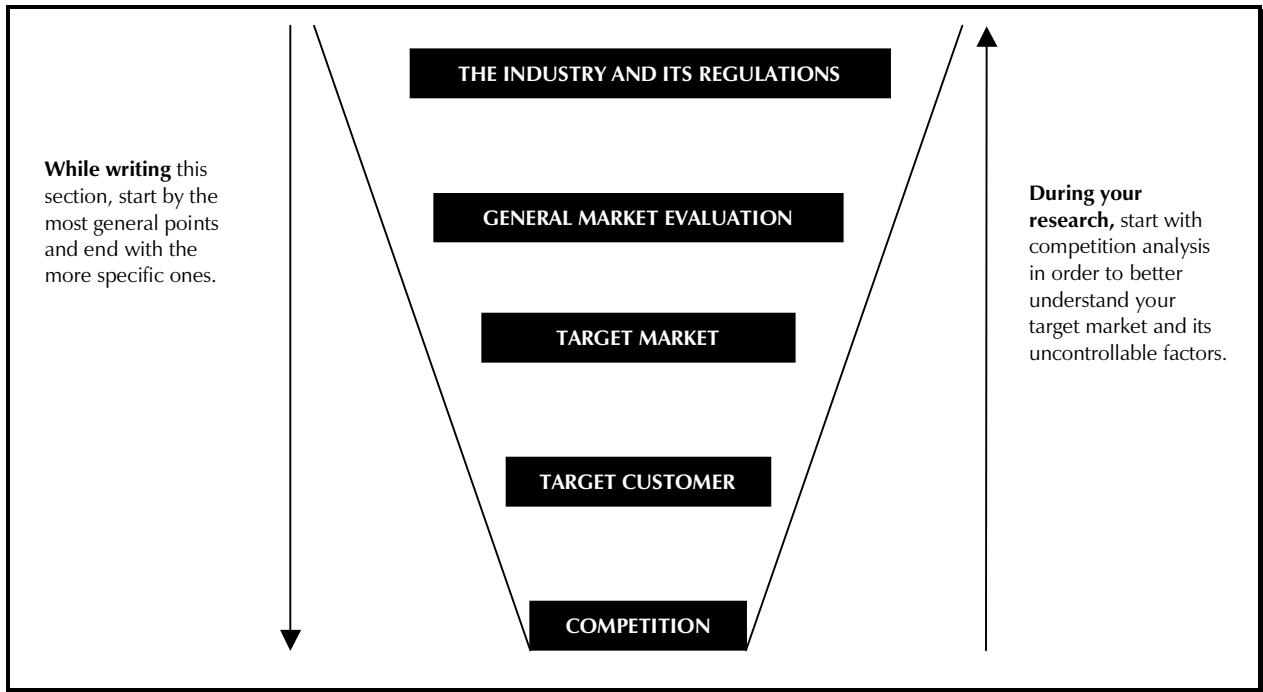 THE INDUSTRY AND ITS REGULATIONS
While writing this
section, start by the
most general points
and end with the
more specific ones.
During your
research, start with
competition analysis
in order to better
understand your
target market and its
uncontrollable factors.
GENERAL MARKET EVALUATION
TARGET MARKET
TARGET CUSTOMER
COMPETITION